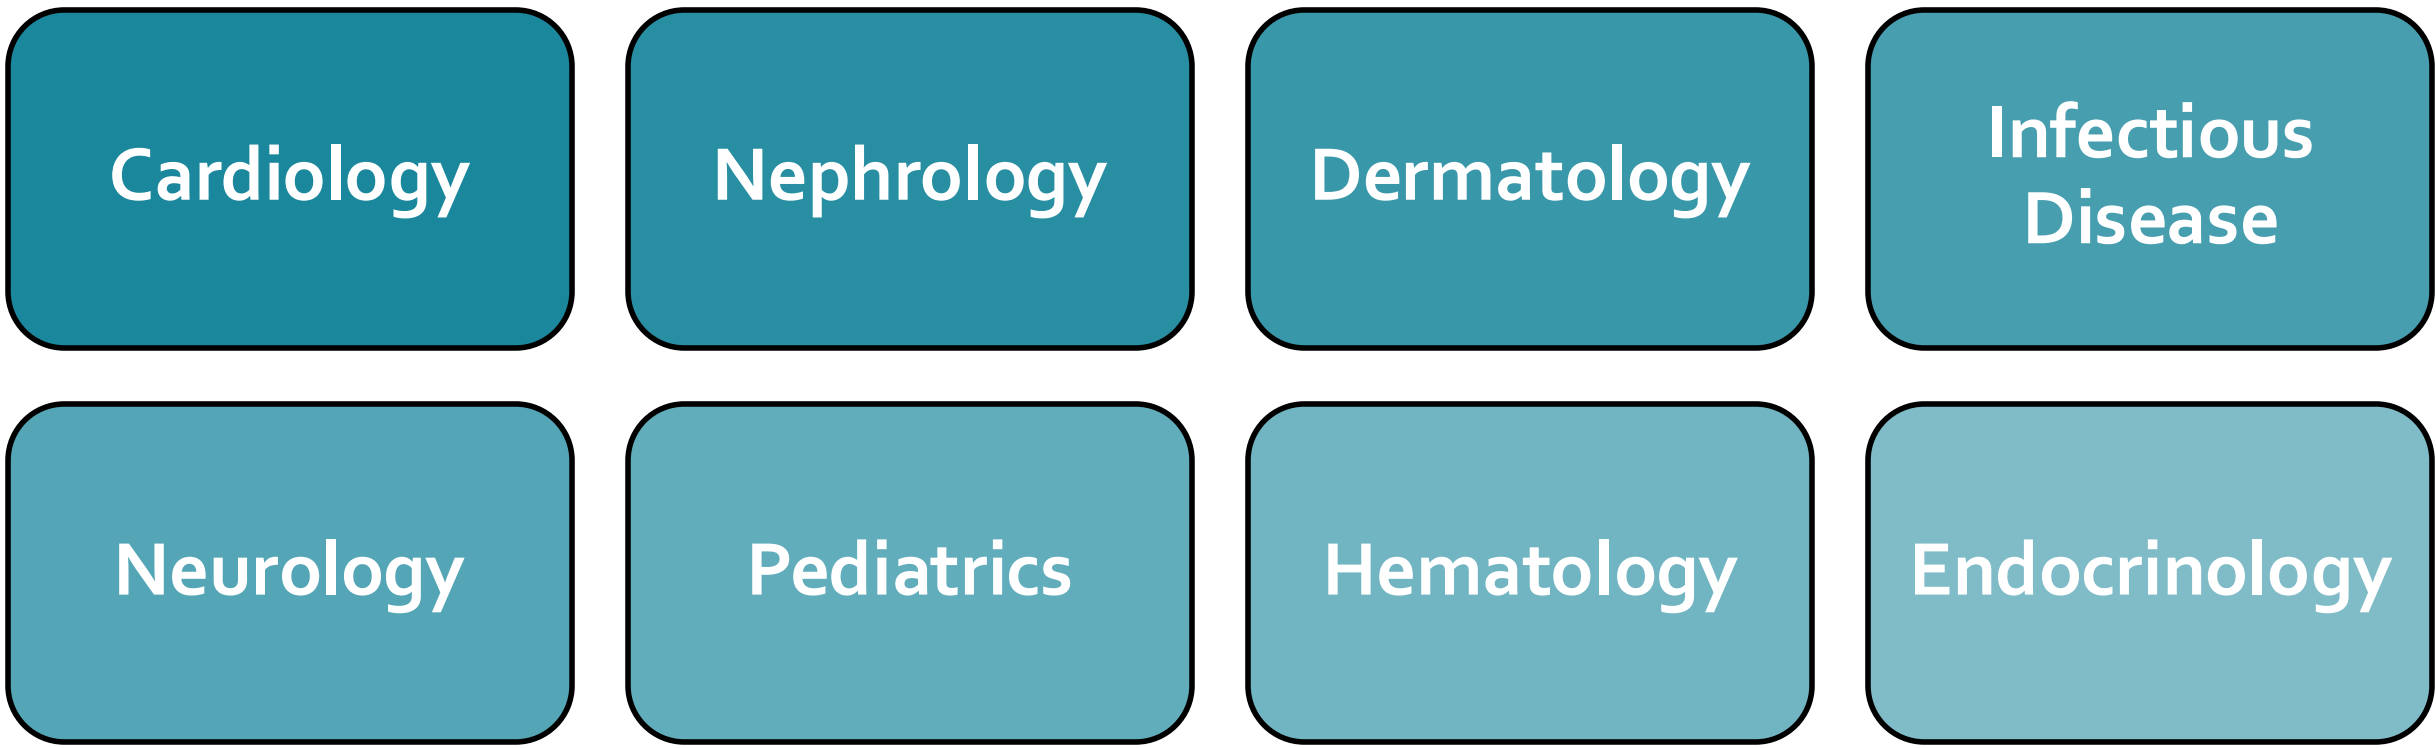 Cardiology
Nephrology
Dermatology
Infectious
Disease
Neurology
Pediatrics
Hematology
Endocrinology